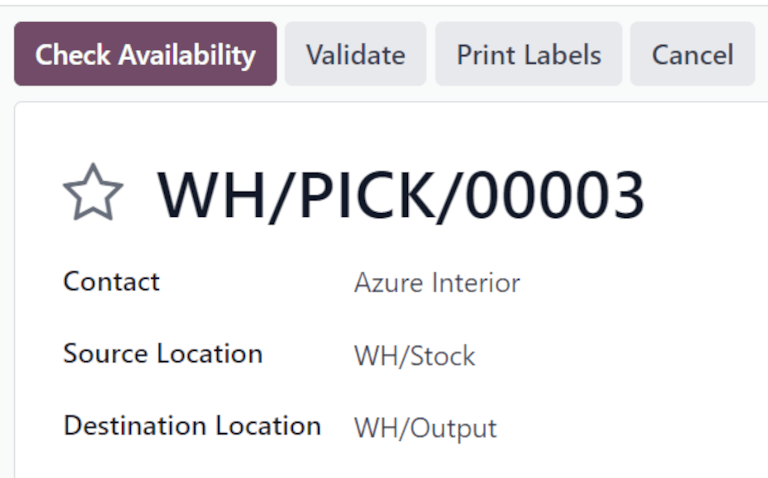 Check Availability Validate Print Labels Cancel
WH/PICK/00003
Contact Azure Interior
Source Location WH/Stock
Destination Location WH/Output